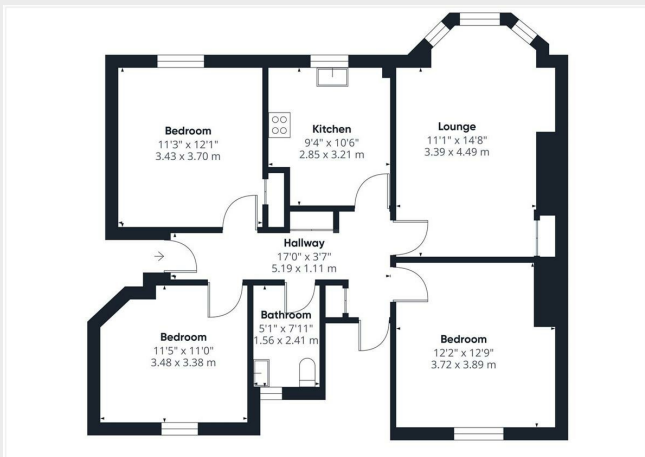 Bedroom
11'3" x 12'1"
3.43 x 3.70 m
Kitchen
9'4" x 10'6"
2.85 x 3.21 m
Lounge
11'1" x 14'8"
3.39 x 4.49 m
Hallway
17'0" x 3'7"
5.19 x 1.11 m
Bedroom
11'5" x 11'0"
3.48 x 3.38 m
Bathroom
5'1" x 7'11"
1.56 x 2.41 m
Bedroom
12'2" x 12'9"
3.72 x 3.89 m